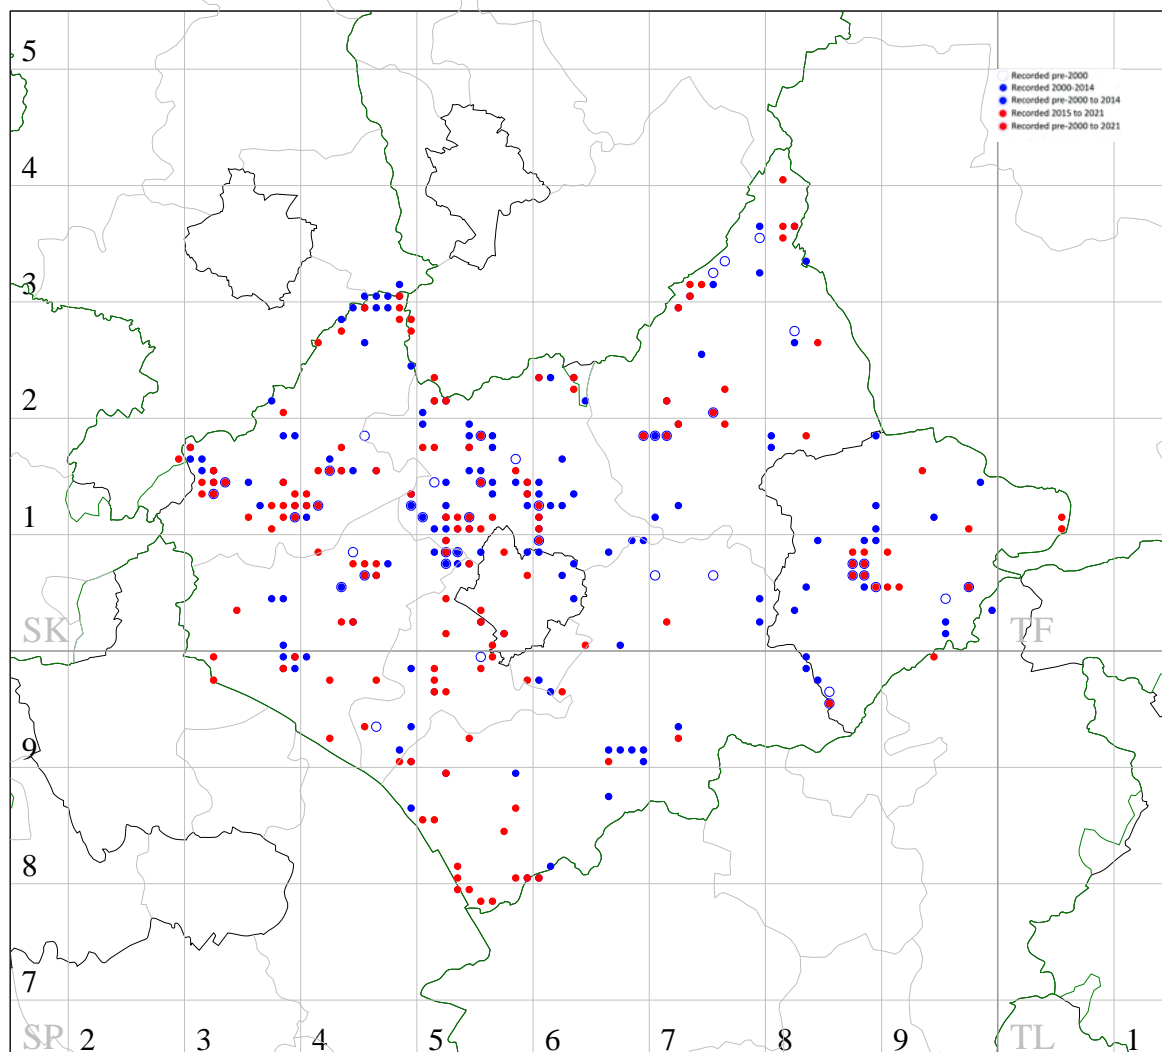 5
Recorded pre-2000
Recorded 2000-2014
Recorded pre-2000 to 2014
Recorded 2015 to 2021
Recorded pre-2000 to 2021
4
3
2
1
SK
TF
9
8
7
SP 2 3 4 5 6 7 8 9 TL 1